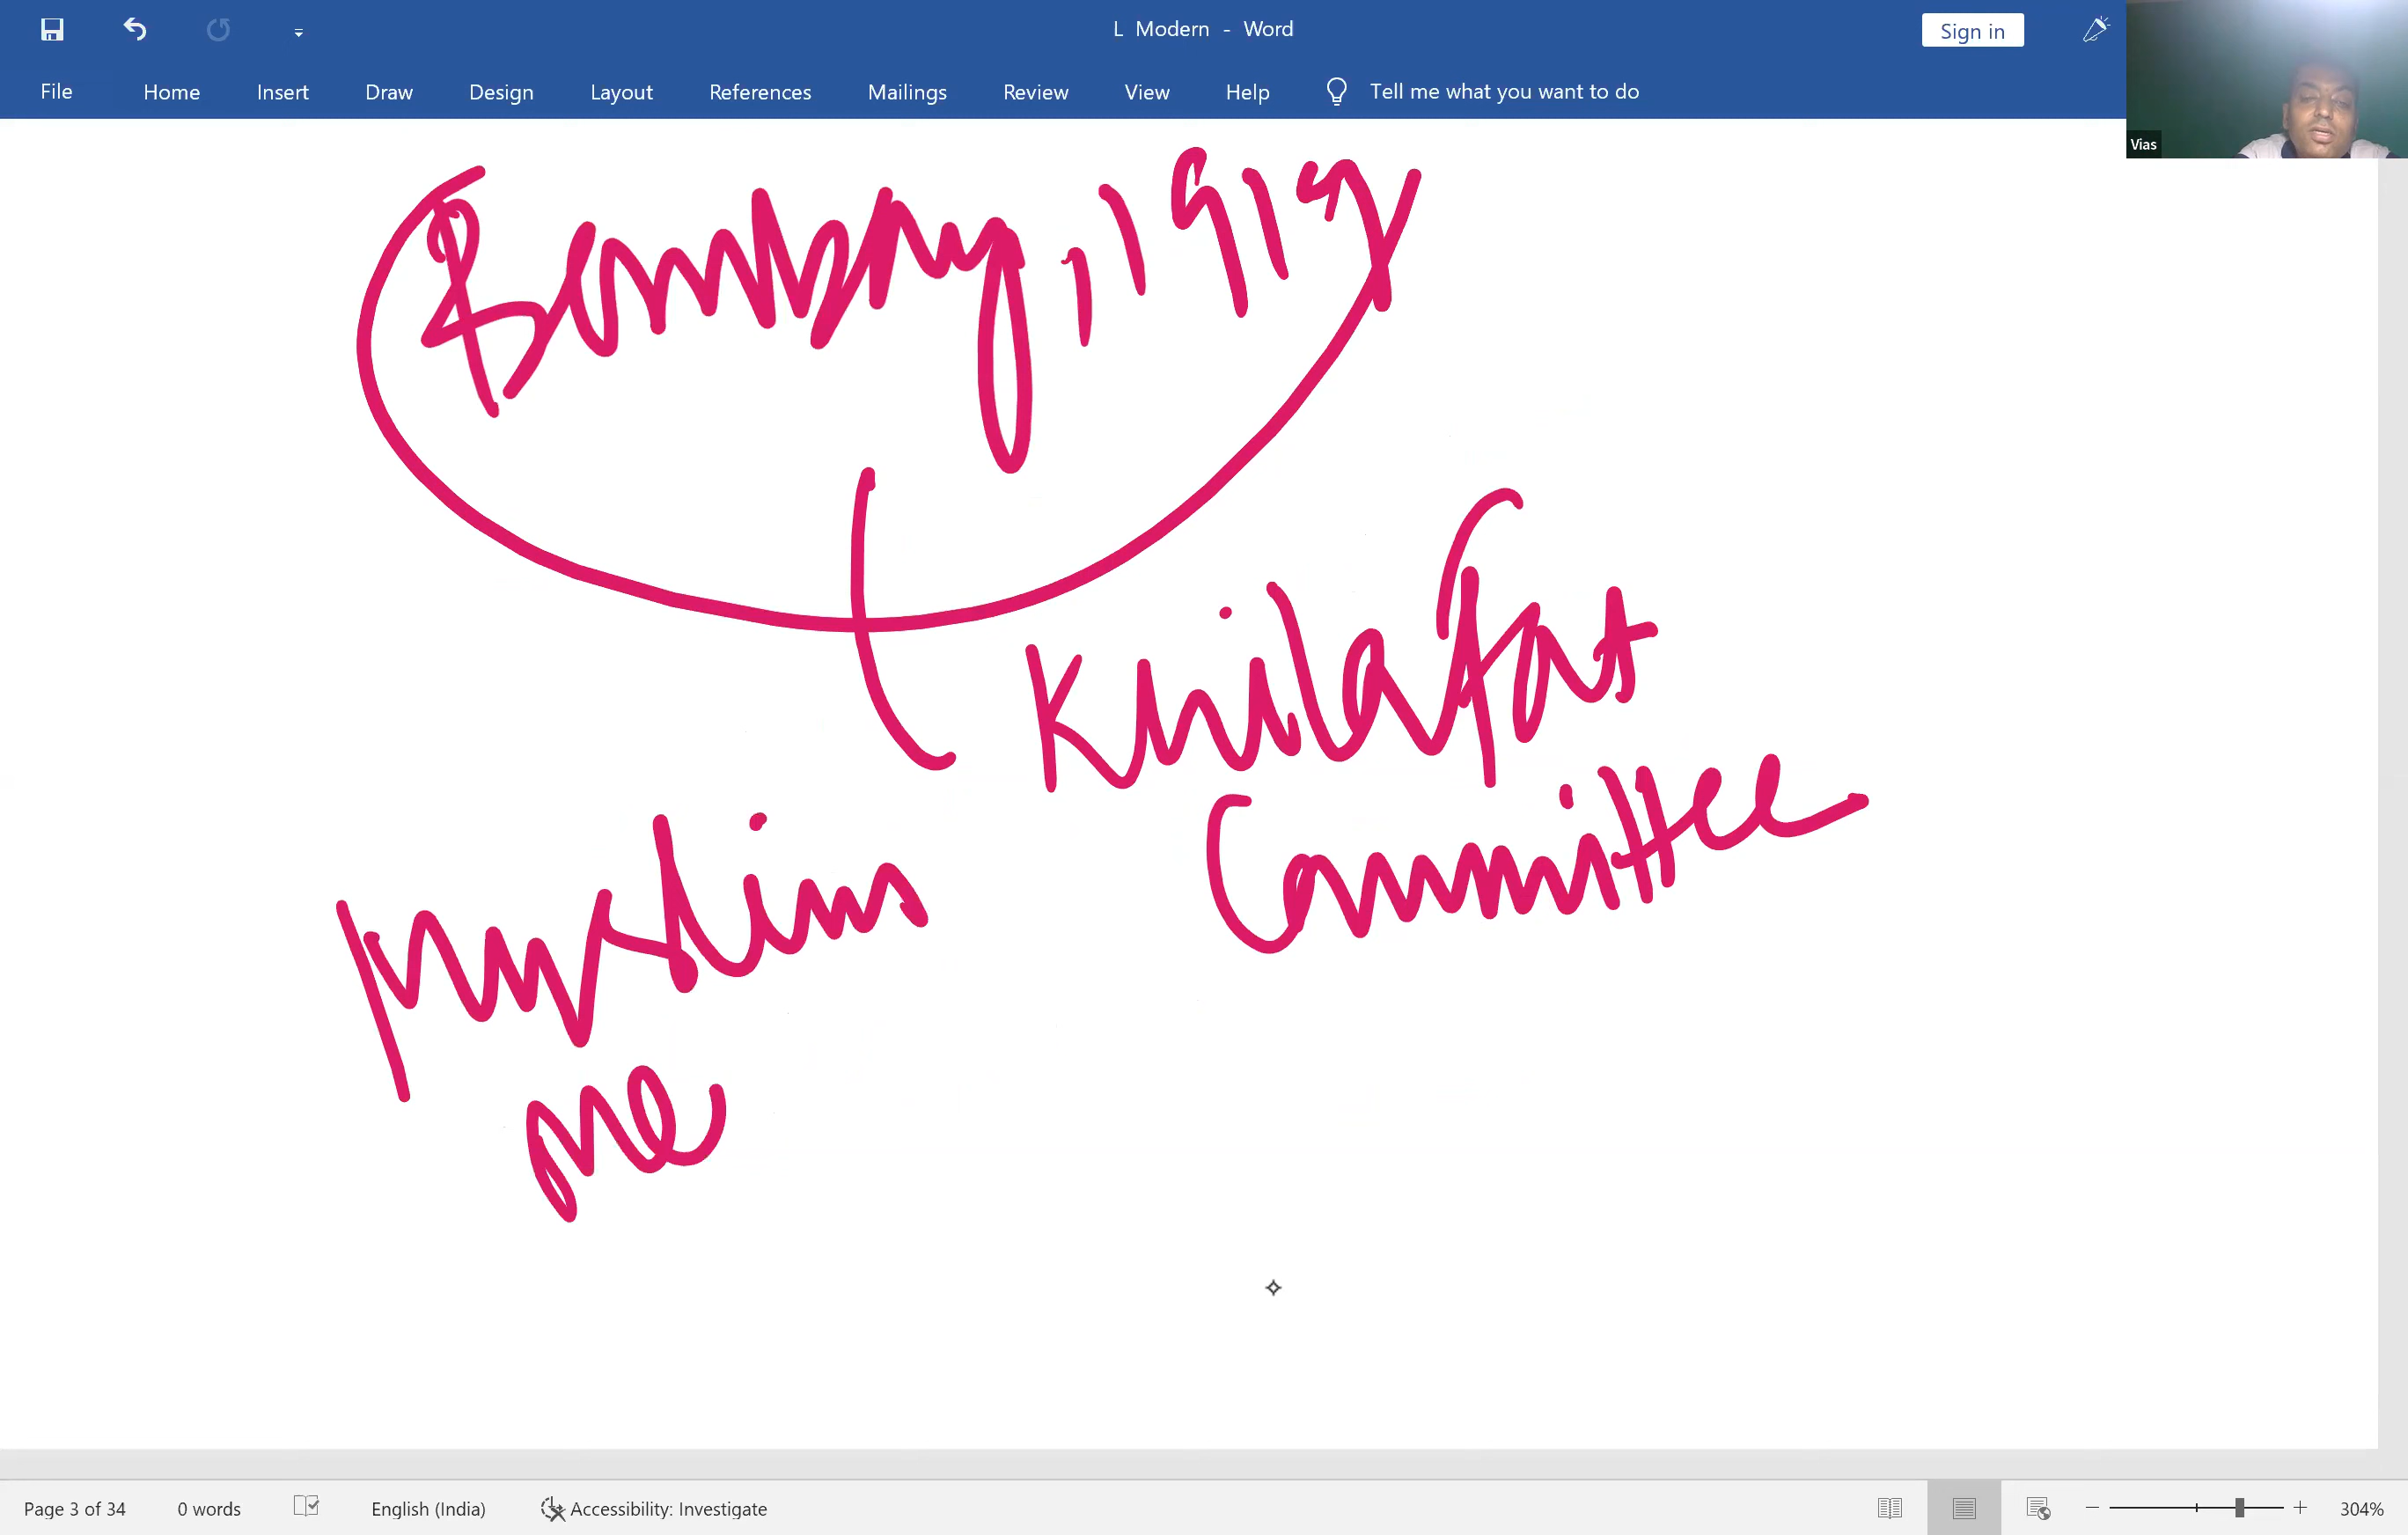 L Modern - Word
Sign in
File Home Insert Draw Design Layout References Mailings Review View Help Tell me what you want to do
Vias
Bombay, 1919
Khilafat
Committee
Muslim
me
Page 3 of 34 0 words English (India) Accessibility: Investigate 304%